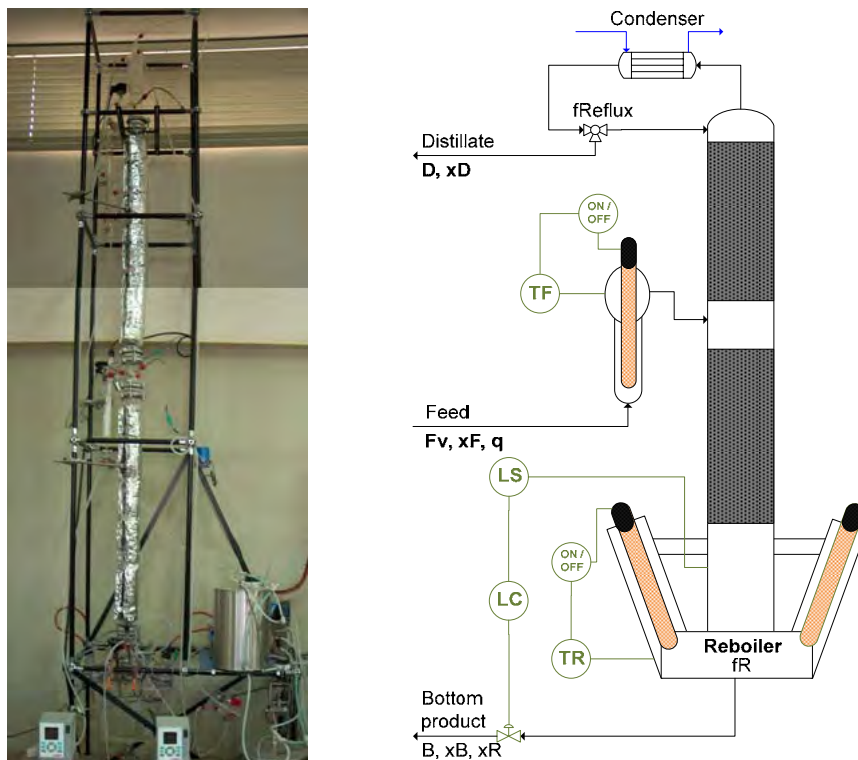 Condenser
fReflux
Distillate
D, xD
ON /
OFF
TF
Feed
Fv, xF, q
LS
ON /
OFF
LC
TR
Reboiler
fR
Bottom
product
B, xB, xR